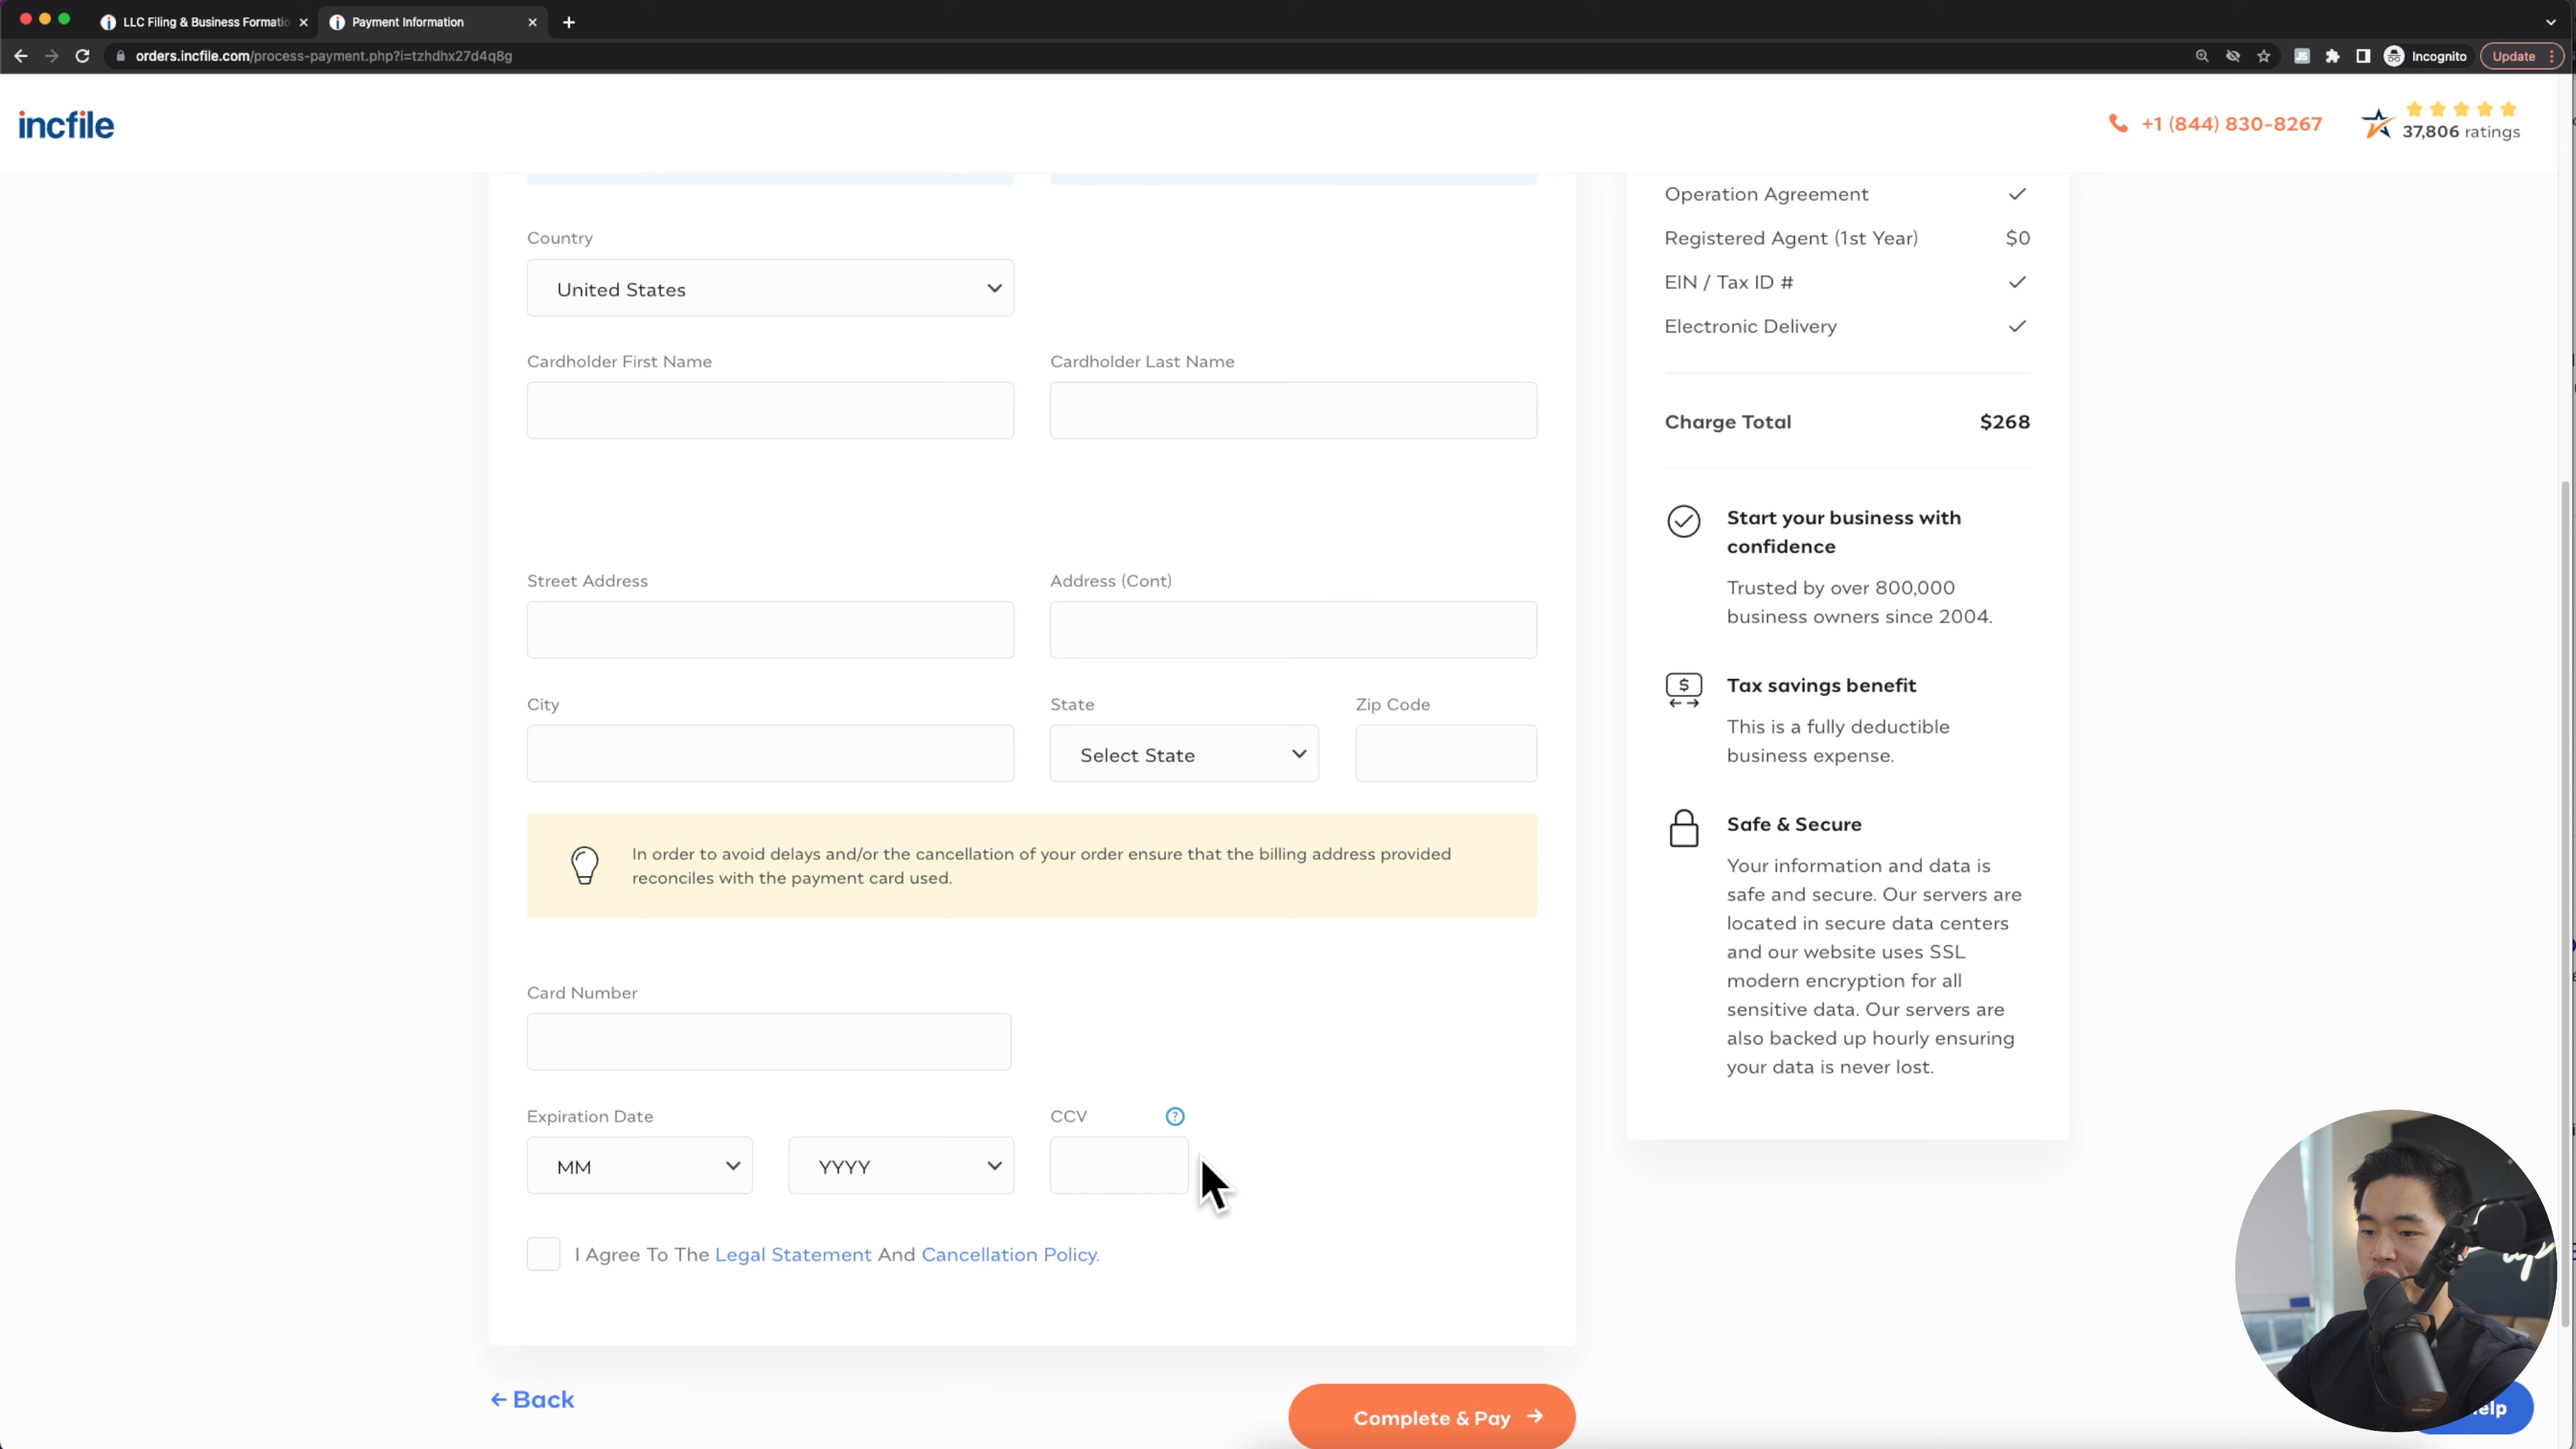 LLC Filing & Business Formatio
Payment Information
orders.incfile.com/process-payment.php?i=tzhdhx27d4q8g
Incognito
Update
incfile
+1 (844) 830-8267
37,806 ratings
Country
United States
Cardholder First Name
Cardholder Last Name
Street Address
Address (Cont)
City
State
Zip Code
Select State
In order to avoid delays and/or the cancellation of your order ensure that the billing address provided
reconciles with the payment card used.
Card Number
Expiration Date
CCV
?
MM
YYYY
I Agree To The Legal Statement And Cancellation Policy.
Back
Complete & Pay
Operation Agreement
Registered Agent (1st Year) $0
EIN / Tax ID #
Electronic Delivery
Charge Total $268
Start your business with
confidence
Trusted by over 800,000
business owners since 2004.
$
Tax savings benefit
This is a fully deductible
business expense.
Safe & Secure
Your information and data is
safe and secure. Our servers are
located in secure data centers
and our website uses SSL
modern encryption for all
sensitive data. Our servers are
also backed up hourly ensuring
your data is never lost.